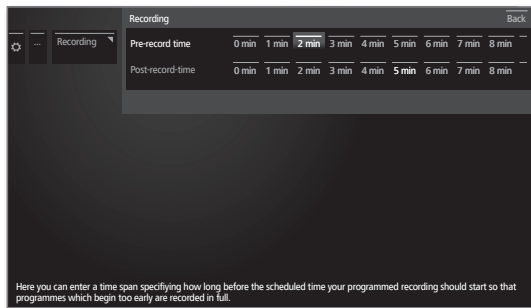 Recording
Back
... Recording
Pre-record time 0 min 1 min 2 min 3 min 4 min 5 min 6 min 7 min 8 min
Post-record-time 0 min 1 min 2 min 3 min 4 min 5 min 6 min 7 min 8 min
Here you can enter a time span specifiying how long before the scheduled time your programmed recording should start so that
programmes which begin too early are recorded in full.